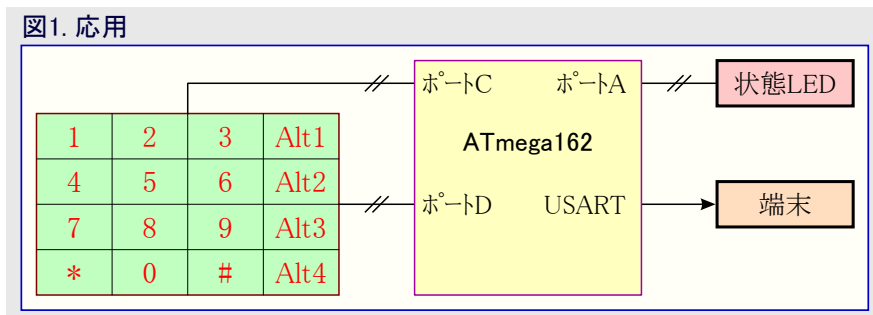 図1. 応用
ポートC
ポートA
状態LED
1 2 3 Alt1
ATmega162
4 5 6 Alt2
ポートD
USART
端末
7 8 9 Alt3
* 0 # Alt4